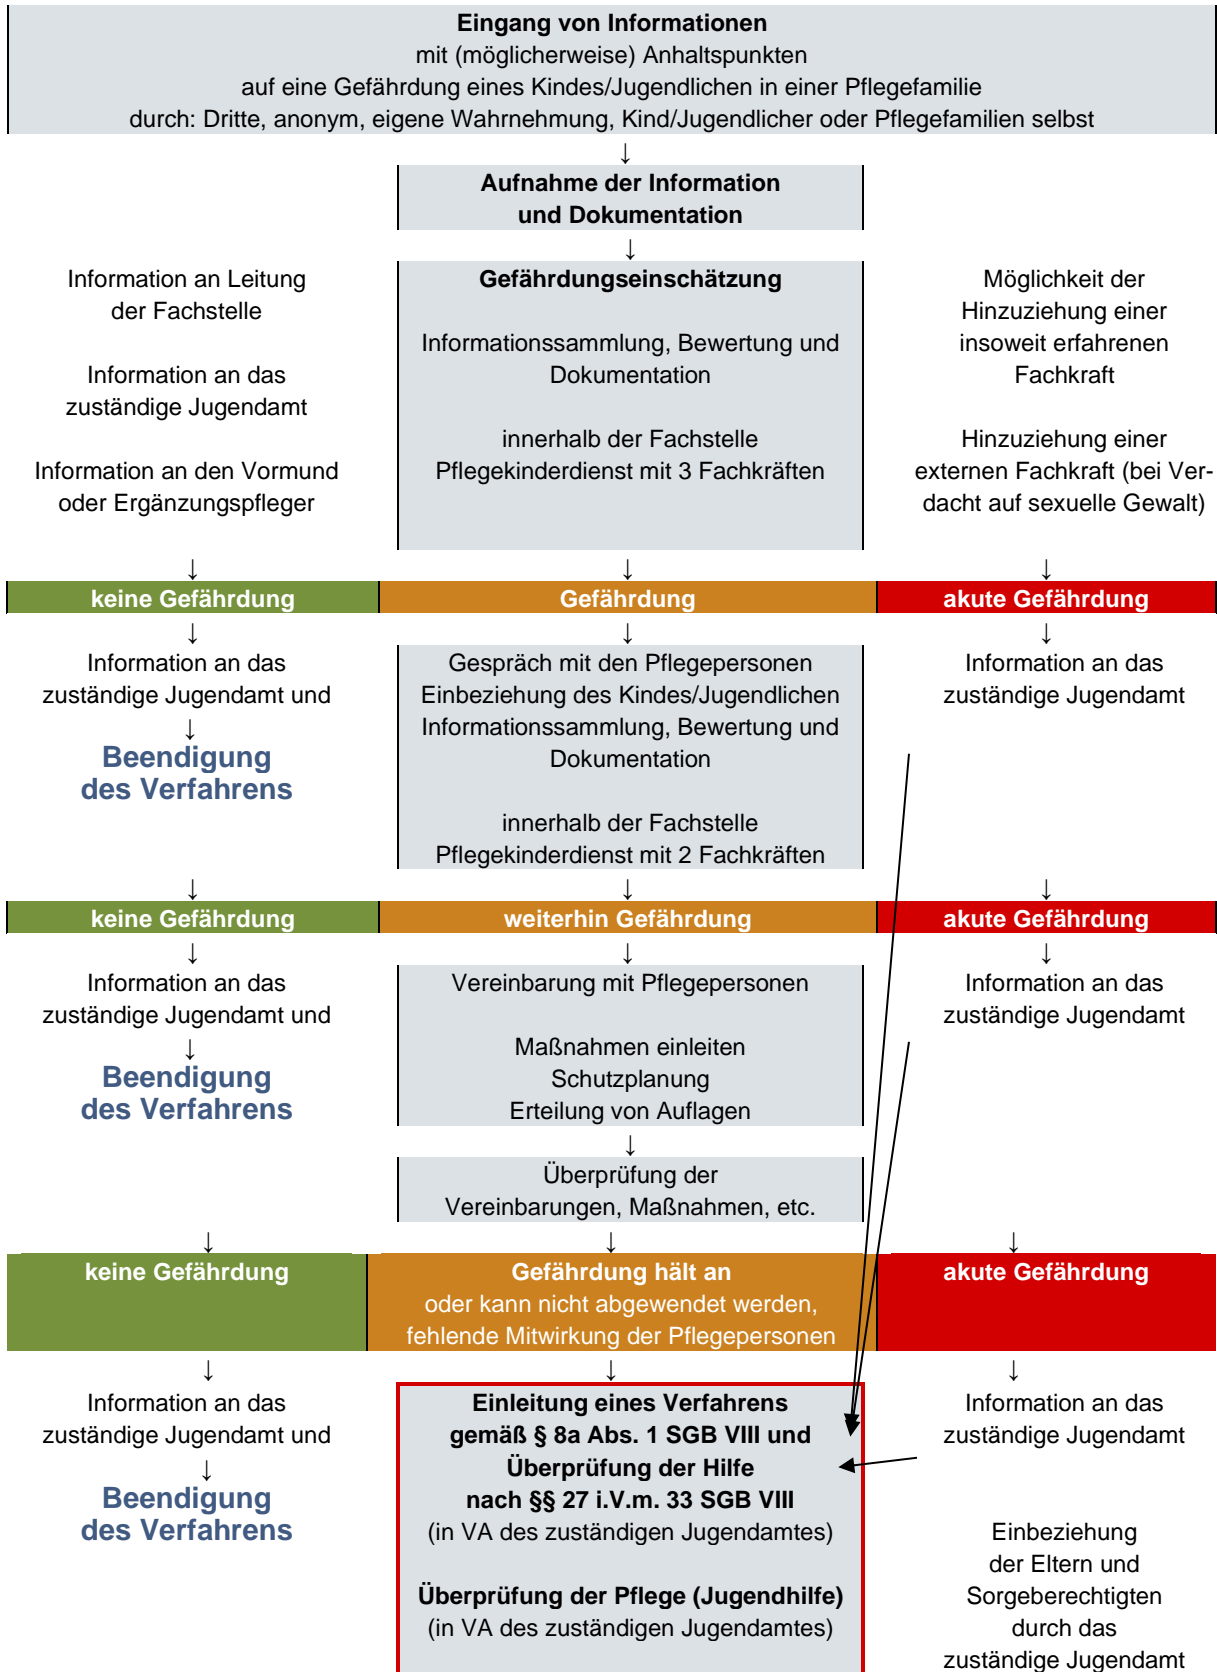 Eingang von Informationen
mit (möglicherweise) Anhaltspunkten
auf eine Gefährdung eines Kindes/Jugendlichen in einer Pflegefamilie
durch: Dritte, anonym, eigene Wahrnehmung, Kind/Jugendlicher oder Pflegefamilien selbst
↓
Aufnahme der Information
und Dokumentation
↓
Information an Leitung
der Fachstelle
Information an das
zuständige Jugendamt
Information an den Vormund
oder Ergänzungspfleger
Gefährdungseinschätzung
Informationssammlung, Bewertung und
Dokumentation
innerhalb der Fachstelle
Pflegekinderdienst mit 3 Fachkräften
Möglichkeit der
Hinzuziehung einer
insoweit erfahrenen
Fachkraft
Hinzuziehung einer
externen Fachkraft (bei Ver-
dacht auf sexuelle Gewalt)
↓ ↓ ↓
keine Gefährdung
Gefährdung
akute Gefährdung
↓ ↓ ↓
Information an das
zuständige Jugendamt und
↓
Beendigung
des Verfahrens
Gespräch mit den Pflegepersonen
Einbeziehung des Kindes/Jugendlichen
Informationssammlung, Bewertung und
Dokumentation
innerhalb der Fachstelle
Pflegekinderdienst mit 2 Fachkräften
Information an das
zuständige Jugendamt
↓ ↓ ↓
keine Gefährdung
weiterhin Gefährdung
akute Gefährdung
↓ ↓ ↓
Information an das
zuständige Jugendamt und
↓
Beendigung
des Verfahrens
Vereinbarung mit Pflegepersonen
Maßnahmen einleiten
Schutzplanung
Erteilung von Auflagen
↓
Überprüfung der
Vereinbarungen, Maßnahmen, etc.
Information an das
zuständige Jugendamt
↓ ↓ ↓
keine Gefährdung
Gefährdung hält an
oder kann nicht abgewendet werden,
fehlende Mitwirkung der Pflegepersonen
akute Gefährdung
↓ ↓ ↓
Information an das
zuständige Jugendamt und
↓
Beendigung
des Verfahrens
Einleitung eines Verfahrens
gemäß § 8a Abs. 1 SGB VIII und
Überprüfung der Hilfe
nach §§ 27 i.V.m. 33 SGB VIII
(in VA des zuständigen Jugendamtes)
Überprüfung der Pflege (Jugendhilfe)
(in VA des zuständigen Jugendamtes)
Information an das
zuständige Jugendamt
Einbeziehung
der Eltern und
Sorgeberechtigten
durch das
zuständige Jugendamt